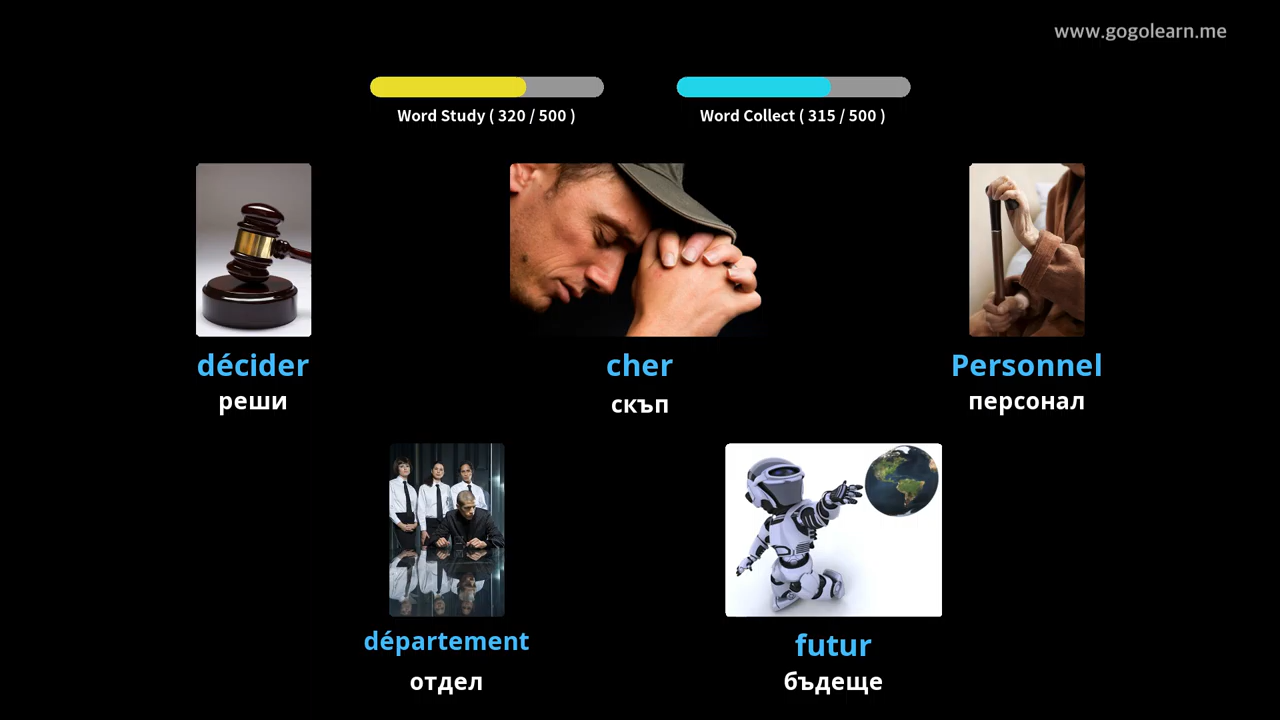 www.gogolearn.me
Word Study ( 320 / 500 )
Word Collect ( 315 / 500 )
décider
реши
cher
скъп
Personnel
персонал
département
отдел
futur
бъдеще